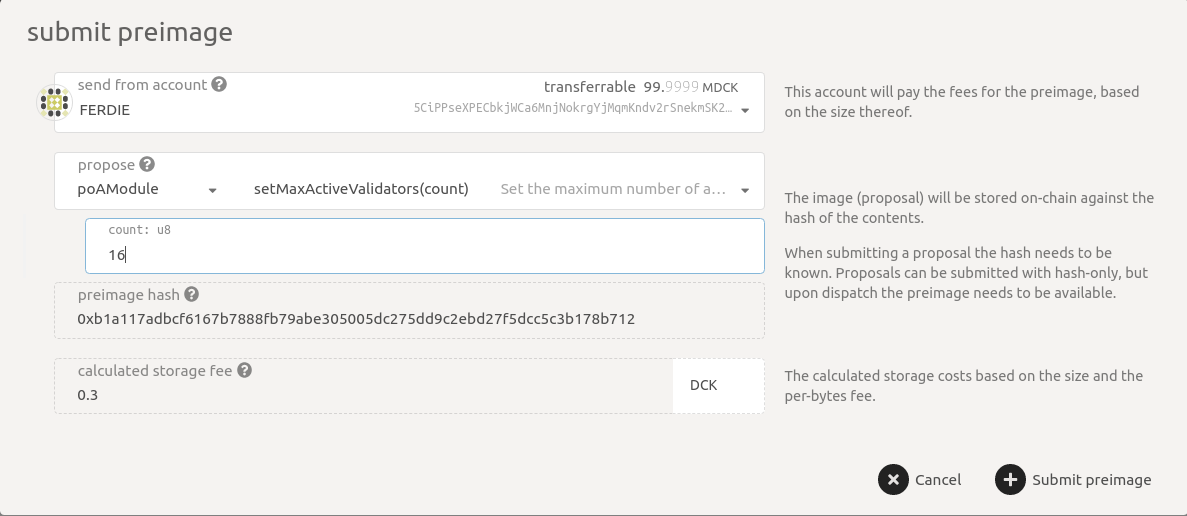 submit preimage
send from account
transferrable 99.9999 MDCK
FERDIE
5CiPPseXPECbkjWCa6MnjNokrgYjMqmKndv2rSnekmSK2…
This account will pay the fees for the preimage, based
on the size thereof.
propose
poAModule
setMaxActiveValidators(count)
Set the maximum number of a…
count: u8
16
The image (proposal) will be stored on-chain against the
hash of the contents.
When submitting a proposal the hash needs to be
known. Proposals can be submitted with hash-only, but
upon dispatch the preimage needs to be available.
preimage hash
0xb1a117adbcf6167b7888fb79abe305005dc275dd9c2ebd27f5dcc5c3b178b712
calculated storage fee
0.3
DCK
The calculated storage costs based on the size and the
per-bytes fee.
Cancel
Submit preimage